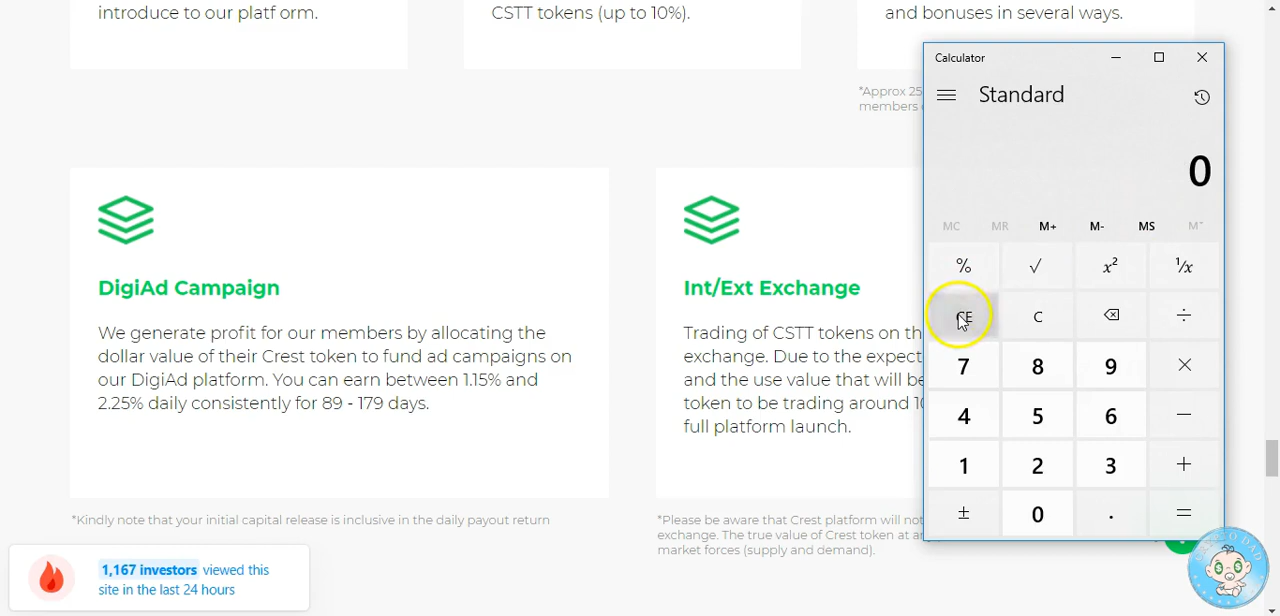 introduce to our platf orm.
CSTT tokens (up to 10%).
and bonuses in several ways.
*Approx 25
members
DigiAd Campaign
We generate profit for our members by allocating the
dollar value of their Crest token to fund ad campaigns on
our DigiAd platform. You can earn between 1.15% and
2.25% daily consistently for 89 - 179 days.
*Kindly note that your initial capital release is inclusive in the daily payout return
Int/Ext Exchange
Trading of CSTT tokens on th
exchange. Due to the expect
and the use value that will be
token to be trading around 10
full platform launch.
*Please be aware that Crest platform will not
exchange. The true value of Crest token at
market forces (supply and demand).
1,167 investors viewed this
site in the last 24 hours
Calculator
Standard
0
MC MR M+ M- MS M˅
% √ x² ¹/x
CE C ÷
7 8 9 ×
4 5 6 −
1 2 3 +
± 0 . =